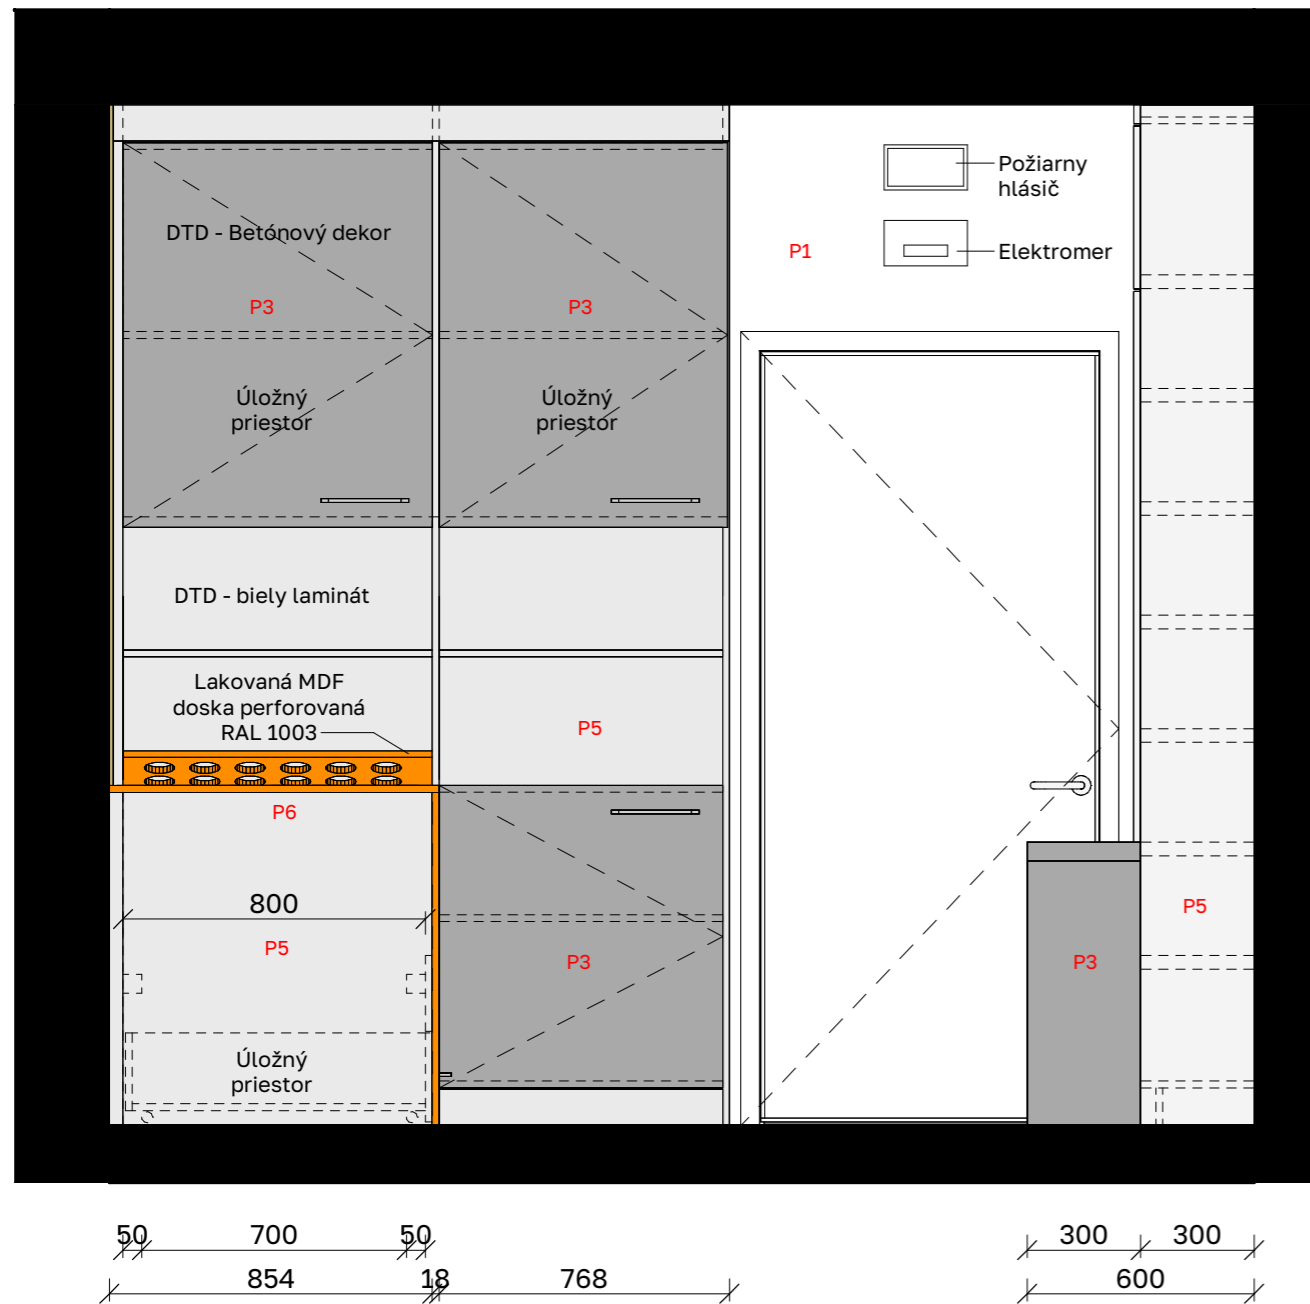 Požiarny
hlásič
DTD - Betónový dekor
P1
Elektromer
P3
P3
Úložný
priestor
Úložný
priestor
DTD - biely laminát
Lakovaná MDF
doska perforovaná
RAL 1003
P5
P6
800
P5
P5
P3
P3
Úložný
priestor
50 700 50
300 300
854 18 768
600